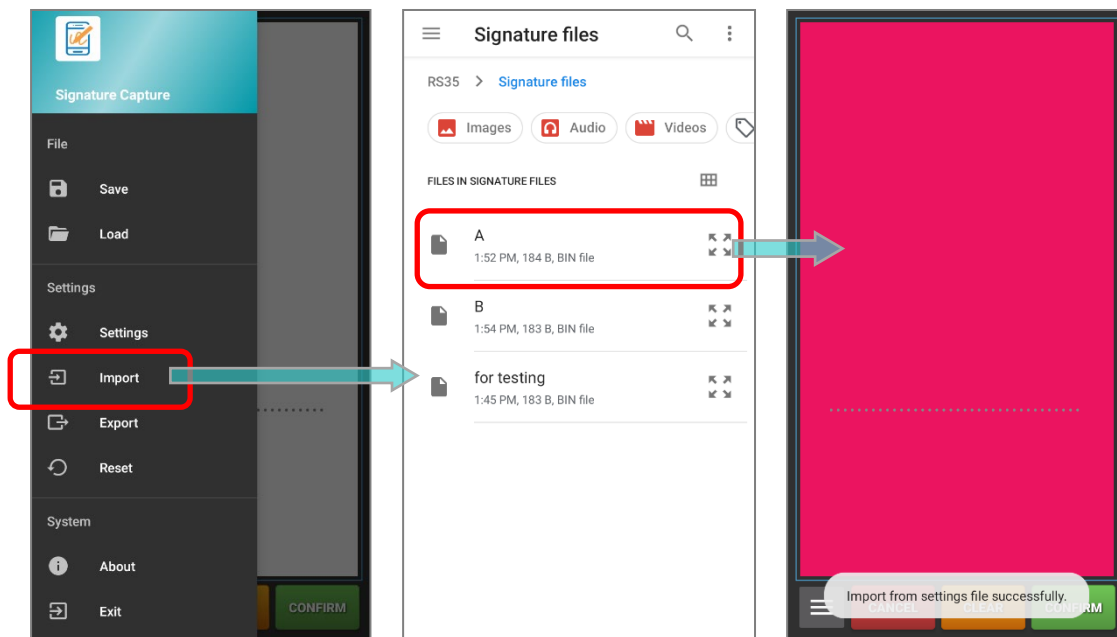 Signature Capture
File
Save
Load
Settings
Settings
Import
Export
Reset
System
About
Exit
CONFIRM
Signature files
RS35 > Signature files
Images Audio Videos
FILES IN SIGNATURE FILES
A
1:52 PM, 184 B, BIN file
B
1:54 PM, 183 B, BIN file
for testing
1:45 PM, 183 B, BIN file
Import from settings file successfully.
CANCEL CLEAR CONFIRM